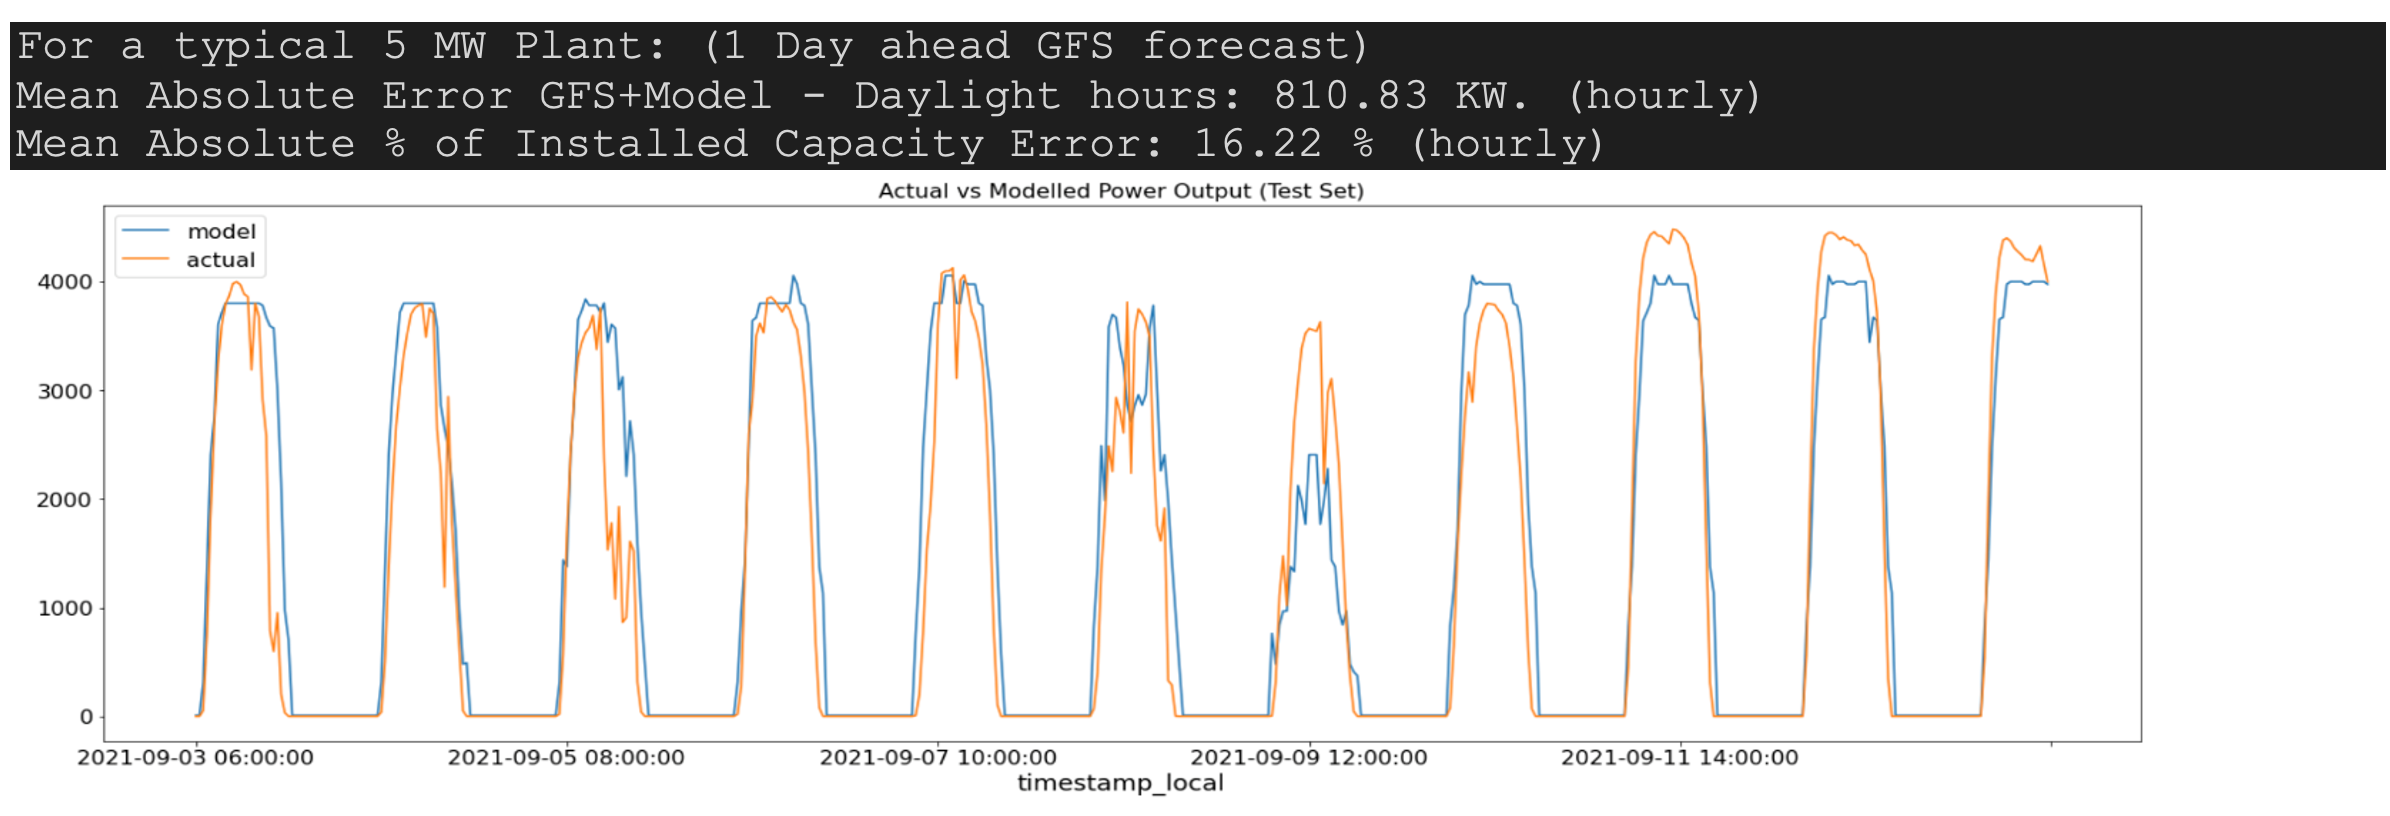 For a typical 5 MW Plant: (1 Day ahead GFS forecast)
Mean Absolute Error GFS+Model - Daylight hours: 810.83 KW. (hourly)
Mean Absolute % of Installed Capacity Error: 16.22 % (hourly)
Actual vs Modelled Power Output (Test Set)
model
actual
4000
3000
2000
1000
0
2021-09-03 06:00:00 2021-09-05 08:00:00 2021-09-07 10:00:00 2021-09-09 12:00:00 2021-09-11 14:00:00
timestamp_local